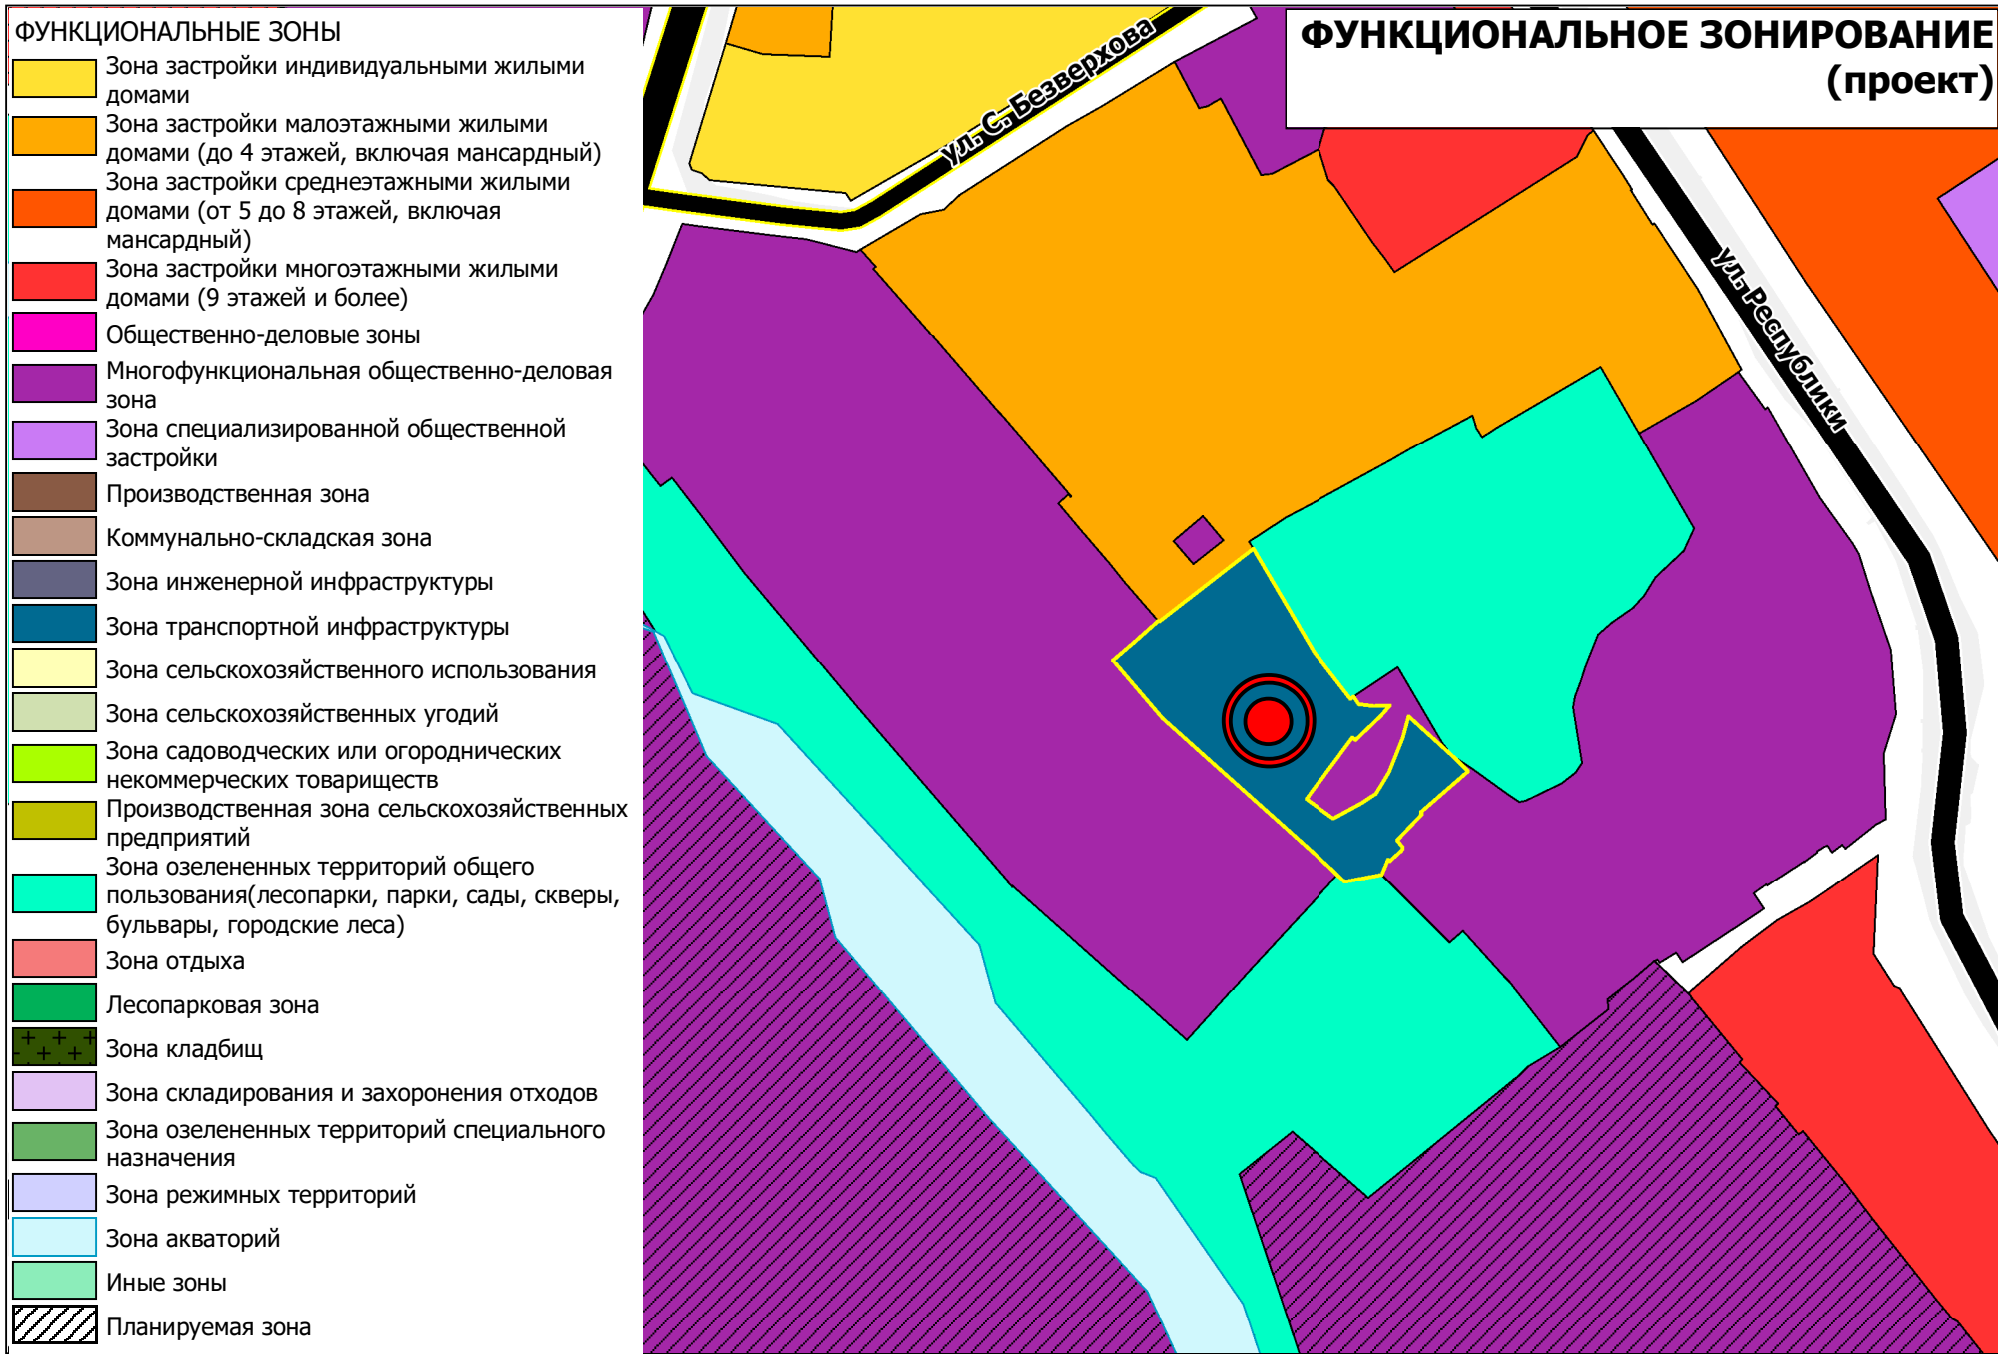 ФУНКЦИОНАЛЬНЫЕ ЗОНЫ
Зона застройки индивидуальными жилыми
домами
Зона застройки малоэтажными жилыми
домами (до 4 этажей, включая мансардный)
Зона застройки среднеэтажными жилыми
домами (от 5 до 8 этажей, включая
мансардный)
Зона застройки многоэтажными жилыми
домами (9 этажей и более)
Общественно-деловые зоны
Многофункциональная общественно-деловая
зона
Зона специализированной общественной
застройки
Производственная зона
Коммунально-складская зона
Зона инженерной инфраструктуры
Зона транспортной инфраструктуры
Зона сельскохозяйственного использования
Зона сельскохозяйственных угодий
Зона садоводческих или огороднических
некоммерческих товариществ
Производственная зона сельскохозяйственных
предприятий
Зона озелененных территорий общего
пользования(лесопарки, парки, сады, скверы,
бульвары, городские леса)
Зона отдыха
Лесопарковая зона
Зона кладбищ
Зона складирования и захоронения отходов
Зона озелененных территорий специального
назначения
Зона режимных территорий
Зона акваторий
Иные зоны
Планируемая зона
ФУНКЦИОНАЛЬНОЕ ЗОНИРОВАНИЕ
(проект)
ул. С. Безверхова
ул. Республики